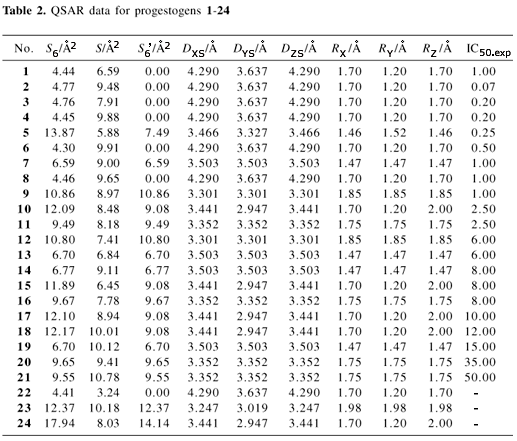 Table 2. QSAR data for progestogens 1-24
No. S6/Å2 S/Å2 S6'/Å2 DXS/Å DYS/Å DZS/Å RX/Å RY/Å RZ/Å IC50.exp
1 4.44 6.59 0.00 4.290 3.637 4.290 1.70 1.20 1.70 1.00
2 4.77 9.48 0.00 4.290 3.637 4.290 1.70 1.20 1.70 0.07
3 4.76 7.91 0.00 4.290 3.637 4.290 1.70 1.20 1.70 0.20
4 4.45 9.88 0.00 4.290 3.637 4.290 1.70 1.20 1.70 0.20
5 13.87 5.88 7.49 3.466 3.327 3.466 1.46 1.52 1.46 0.25
6 4.30 9.91 0.00 4.290 3.637 4.290 1.70 1.20 1.70 0.50
7 6.59 9.00 6.59 3.503 3.503 3.503 1.47 1.47 1.47 1.00
8 4.46 9.65 0.00 4.290 3.637 4.290 1.70 1.20 1.70 1.00
9 10.86 8.97 10.86 3.301 3.301 3.301 1.85 1.85 1.85 1.00
10 12.09 8.48 9.08 3.441 2.947 3.441 1.70 1.20 2.00 2.50
11 9.49 8.18 9.49 3.352 3.352 3.352 1.75 1.75 1.75 2.50
12 10.80 7.41 10.80 3.301 3.301 3.301 1.85 1.85 1.85 6.00
13 6.70 6.84 6.70 3.503 3.503 3.503 1.47 1.47 1.47 6.00
14 6.77 9.11 6.77 3.503 3.503 3.503 1.47 1.47 1.47 8.00
15 11.89 6.45 9.08 3.441 2.947 3.441 1.70 1.20 2.00 8.00
16 9.67 7.78 9.67 3.352 3.352 3.352 1.75 1.75 1.75 8.00
17 12.10 8.94 9.08 3.441 2.947 3.441 1.70 1.20 2.00 10.00
18 12.17 10.01 9.08 3.441 2.947 3.441 1.70 1.20 2.00 12.00
19 6.70 10.12 6.70 3.503 3.503 3.503 1.47 1.47 1.47 15.00
20 9.65 9.41 9.65 3.352 3.352 3.352 1.75 1.75 1.75 35.00
21 9.55 10.78 9.55 3.352 3.352 3.352 1.75 1.75 1.75 50.00
22 4.41 3.24 0.00 4.290 3.637 4.290 1.70 1.20 1.70 -
23 12.37 10.18 12.37 3.247 3.019 3.247 1.98 1.98 1.98 -
24 17.94 8.03 14.14 3.441 2.947 3.441 1.70 1.20 2.00 -